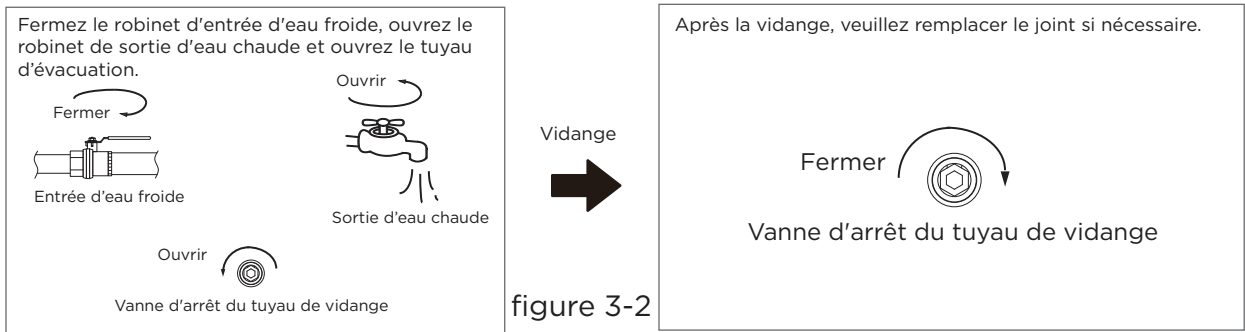 Fermez le robinet d'entrée d'eau froide, ouvrez le
robinet de sortie d'eau chaude et ouvrez le tuyau
d'évacuation.
Ouvrir
Fermer
Entrée d'eau froide
Sortie d'eau chaude
Ouvrir
Vanne d'arrêt du tuyau de vidange
Vidange
figure 3-2
Après la vidange, veuillez remplacer le joint si nécessaire.
Fermer
Vanne d'arrêt du tuyau de vidange